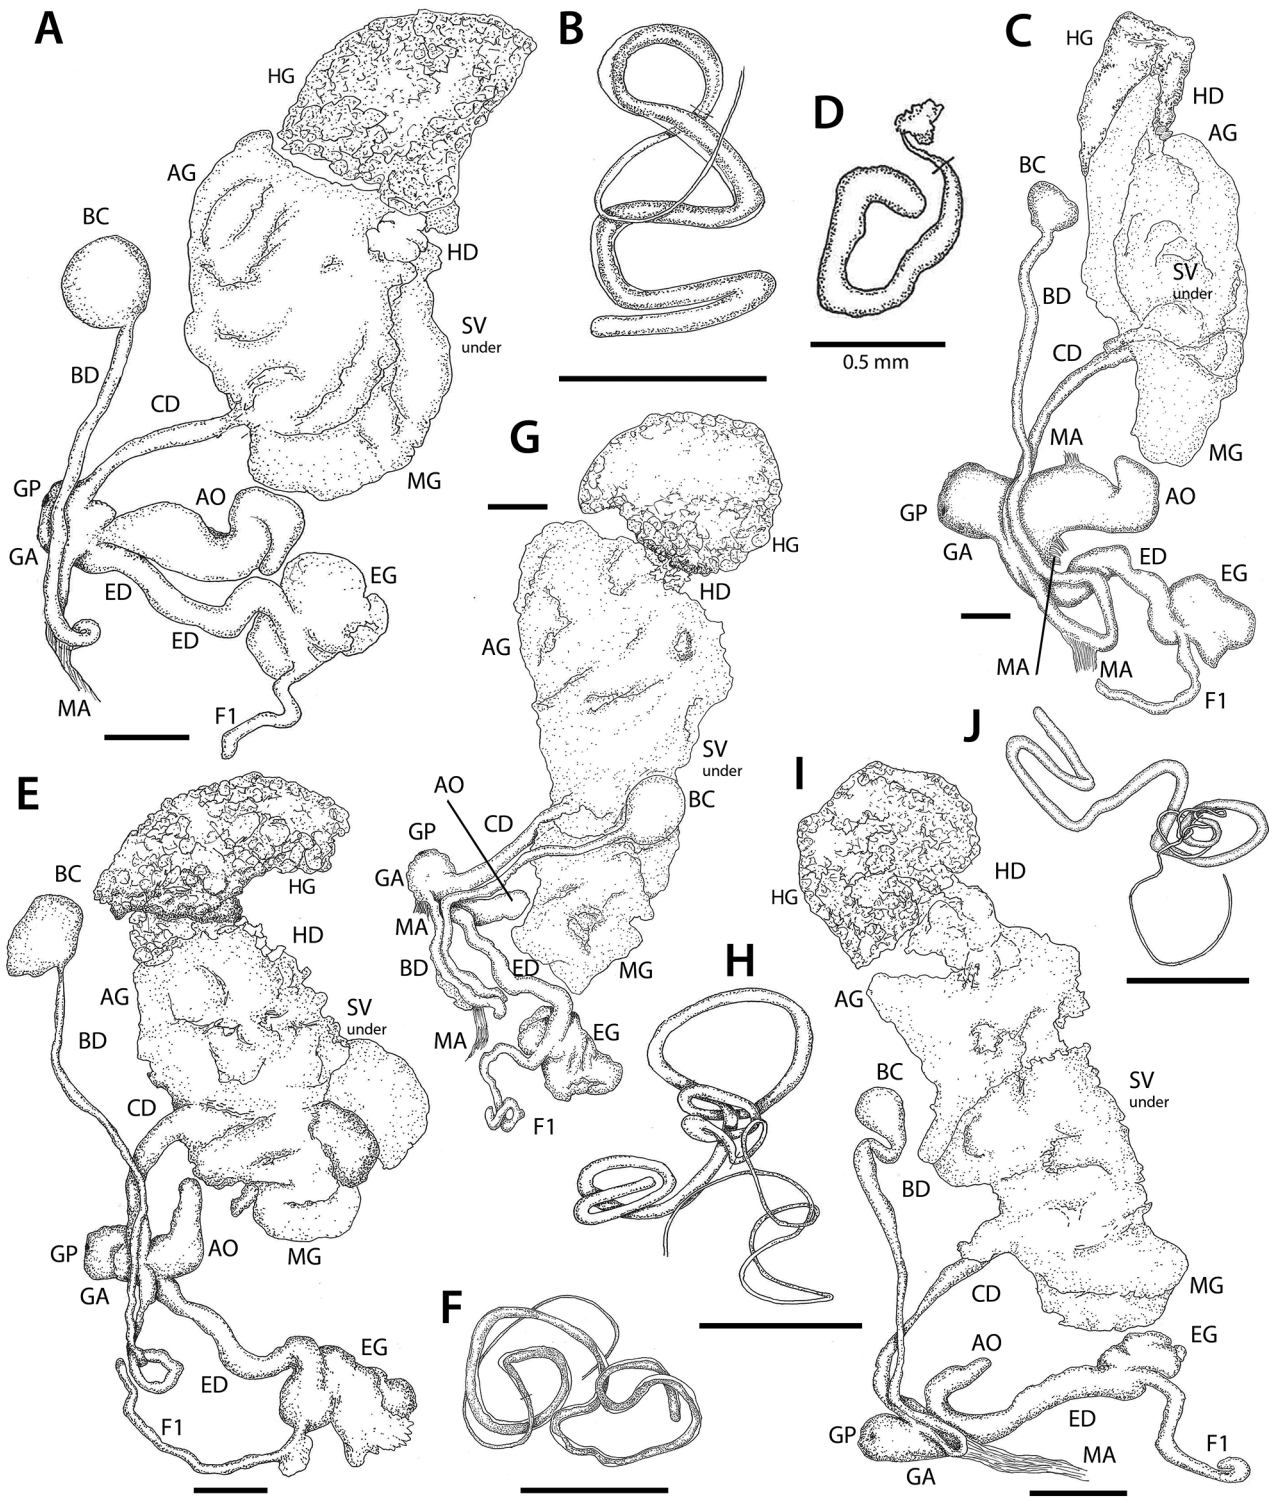 A
HG
AG
BC
HD
SV
under
BD
CD
GP
AO
MG
GA
ED
EG
ED
MA
F1
B
D
0.5 mm
C
HG
HD
AG
BC
SV
under
BD
CD
MA
MG
AO
GP
GA
ED
EG
MA
MA
F1
G
HG
HD
AG
SV
under
AO
BC
CD
GP
GA
MA
BD
ED
MG
EG
MA
F1
E
BC
HG
HD
AG
SV
under
BD
CD
GP
AO
MG
GA
EG
ED
F1
H
F
J
I
HD
HG
AG
BC
SV
under
BD
CD
MG
AO
EG
ED
GP
GA
MA
F1